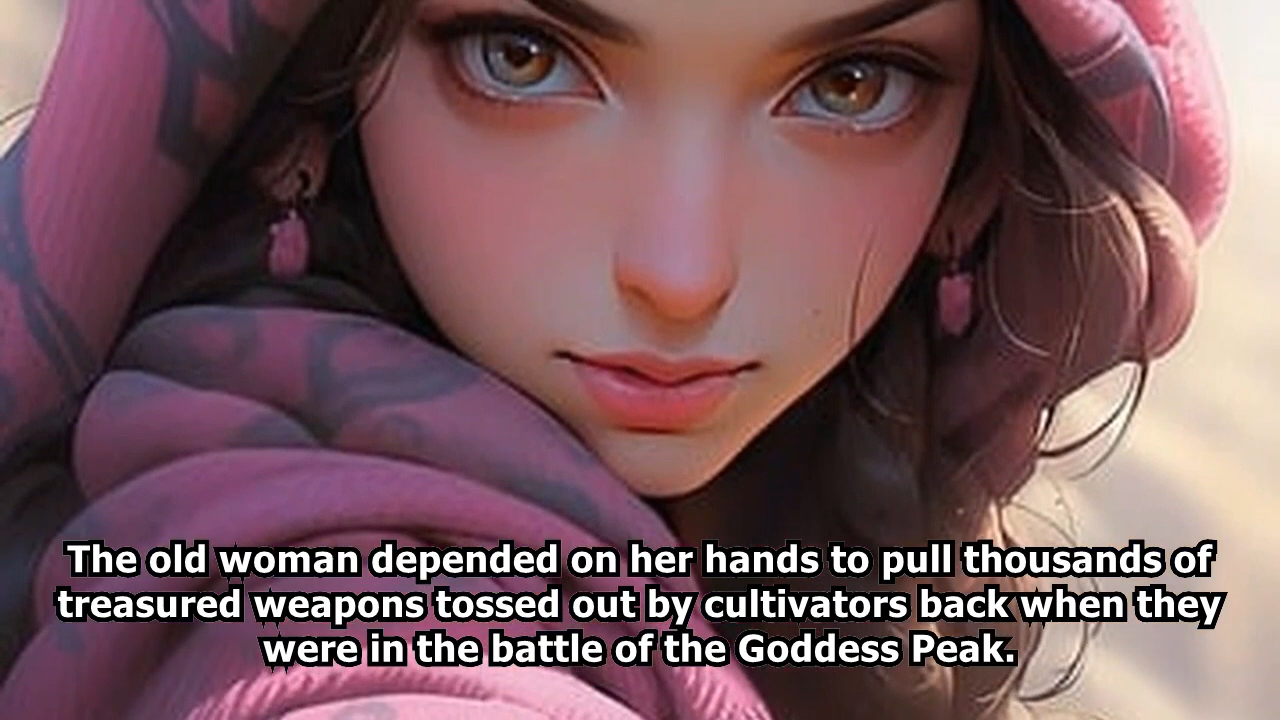 The old woman depended on her hands to pull thousands of
treasured weapons tossed out by cultivators back when they
were in the battle of the Goddess Peak.